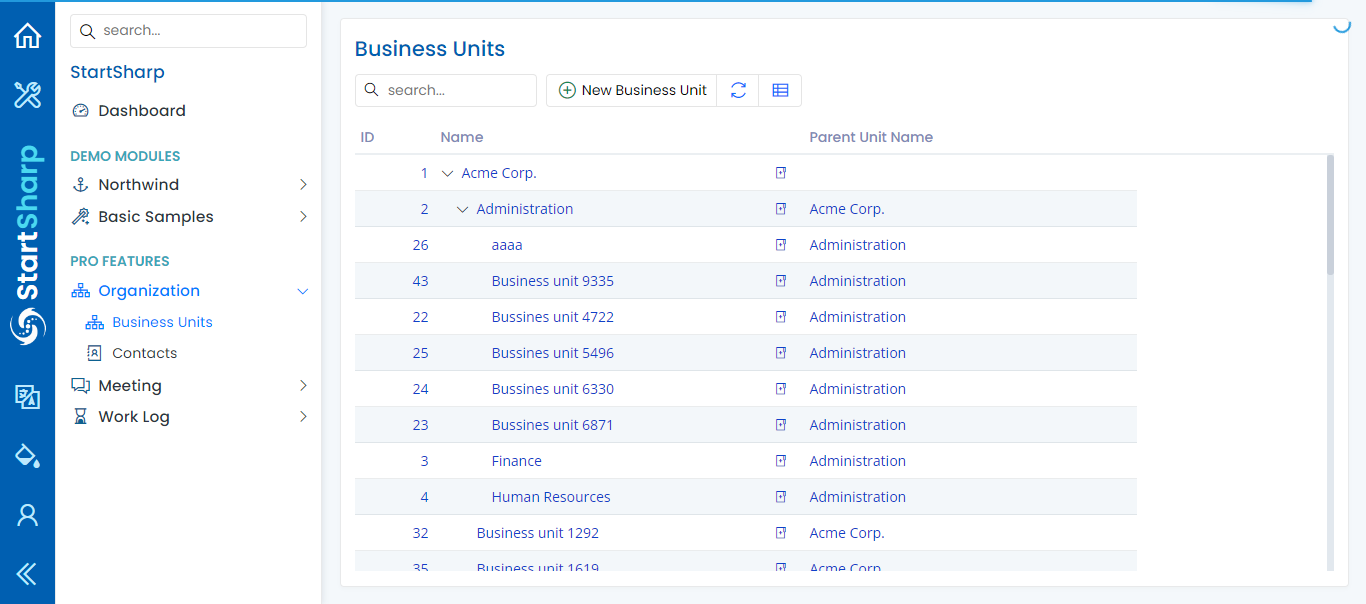 StartSharp
search...
StartSharp
Dashboard
DEMO MODULES
Northwind
Basic Samples
PRO FEATURES
Organization
Business Units
Contacts
Meeting
Work Log
Business Units
search...
New Business Unit
ID Name Parent Unit Name
1 Acme Corp.
2 Administration Acme Corp.
26 aaaa Administration
43 Business unit 9335 Administration
22 Bussines unit 4722 Administration
25 Bussines unit 5496 Administration
24 Bussines unit 6330 Administration
23 Bussines unit 6871 Administration
3 Finance Administration
4 Human Resources Administration
32 Business unit 1292 Acme Corp.
35 Business unit 1619 Acme Corp.